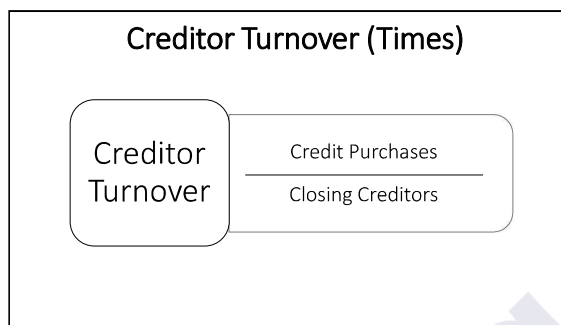 Creditor Turnover (Times)
Creditor
Turnover
Credit Purchases
Closing Creditors